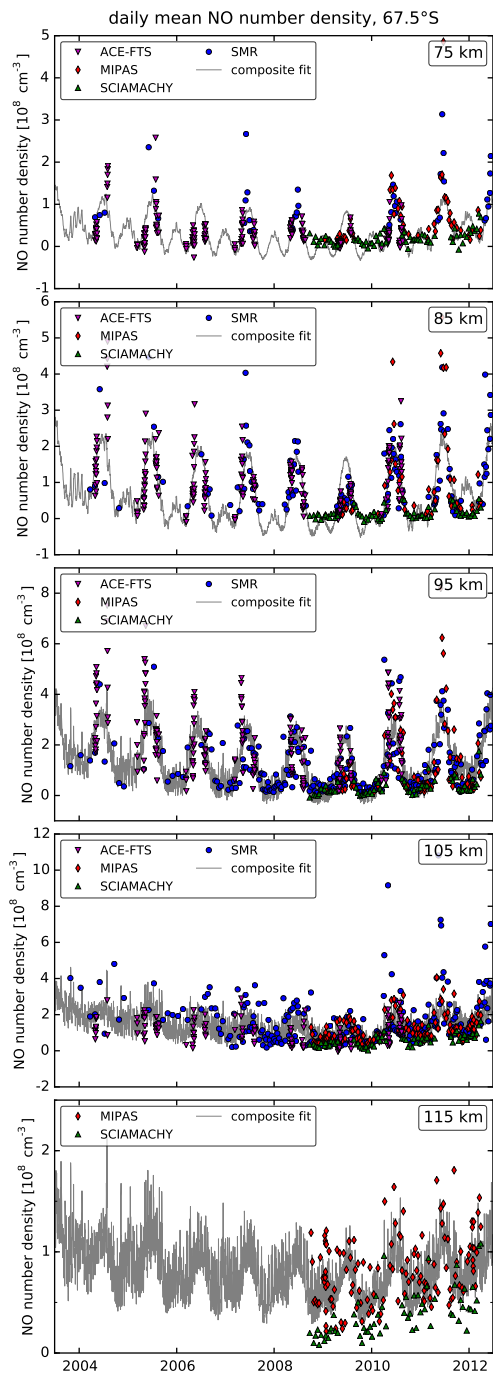 daily mean NO number density, 67.5°S
NO number density [10⁸ cm⁻³]
5
4
3
2
1
0
-1
ACE-FTS
MIPAS
SCIAMACHY
SMR
composite fit
75 km
NO number density [10⁸ cm⁻³]
6
5
4
3
2
1
0
-1
ACE-FTS
MIPAS
SCIAMACHY
SMR
composite fit
85 km
NO number density [10⁸ cm⁻³]
8
6
4
2
0
ACE-FTS
MIPAS
SCIAMACHY
SMR
composite fit
95 km
NO number density [10⁸ cm⁻³]
12
10
8
6
4
2
0
-2
ACE-FTS
MIPAS
SCIAMACHY
SMR
composite fit
105 km
NO number density [10⁸ cm⁻³]
2
1
0
MIPAS
SCIAMACHY
composite fit
115 km
2004 2006 2008 2010 2012